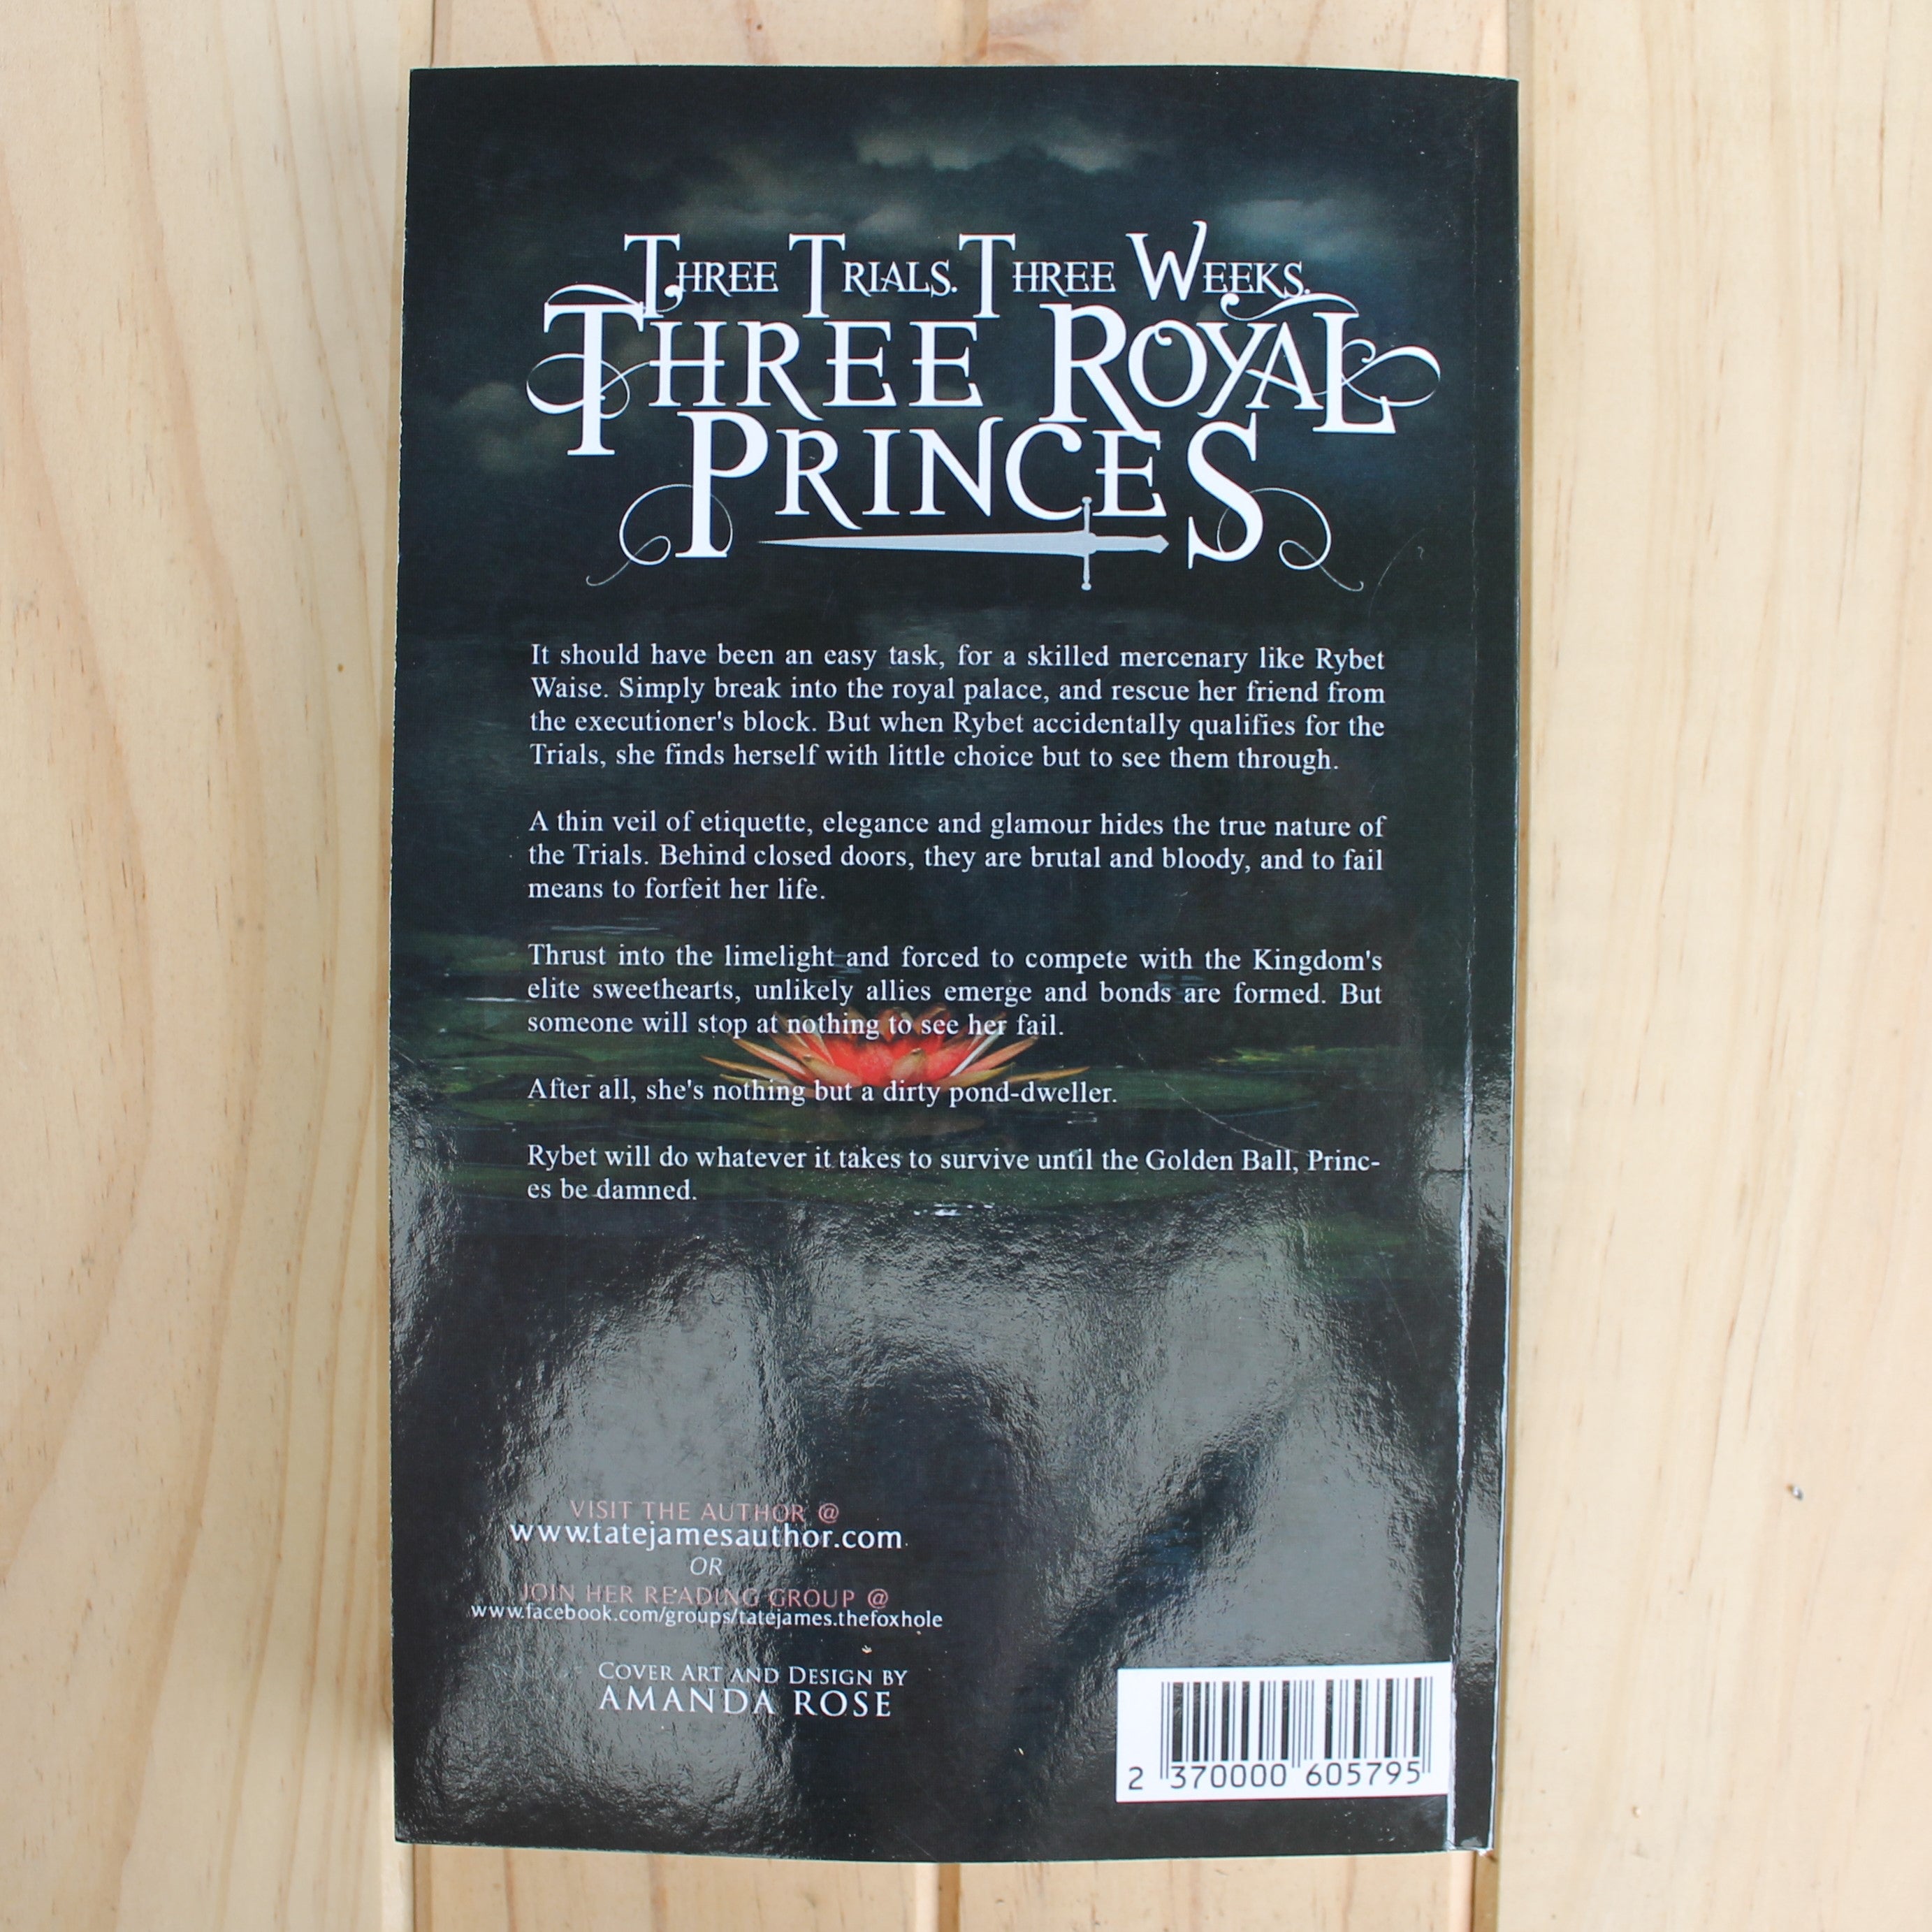 THREE TRIALS. THREE WEEKS.
THREE ROYAL
PRINCES
It should have been an easy task, for a skilled mercenary like Rybet
Waise. Simply break into the royal palace, and rescue her friend from
the executioner's block. But when Rybet accidentally qualifies for the
Trials, she finds herself with little choice but to see them through.
A thin veil of etiquette, elegance and glamour hides the true nature of
the Trials. Behind closed doors, they are brutal and bloody, and to fail
means to forfeit her life.
Thrust into the limelight and forced to compete with the Kingdom's
elite sweethearts, unlikely allies emerge and bonds are formed. But
someone will stop at nothing to see her fail.
After all, she's nothing but a dirty pond-dweller.
Rybet will do whatever it takes to survive until the Golden Ball, Princ-
es be damned.
VISIT THE AUTHOR @
www.tatejamesauthor.com
OR
JOIN HER READING GROUP @
www.facebook.com/groups/tatejames.thefoxhole
COVER ART AND DESIGN BY
AMANDA ROSE
2 370000 605795